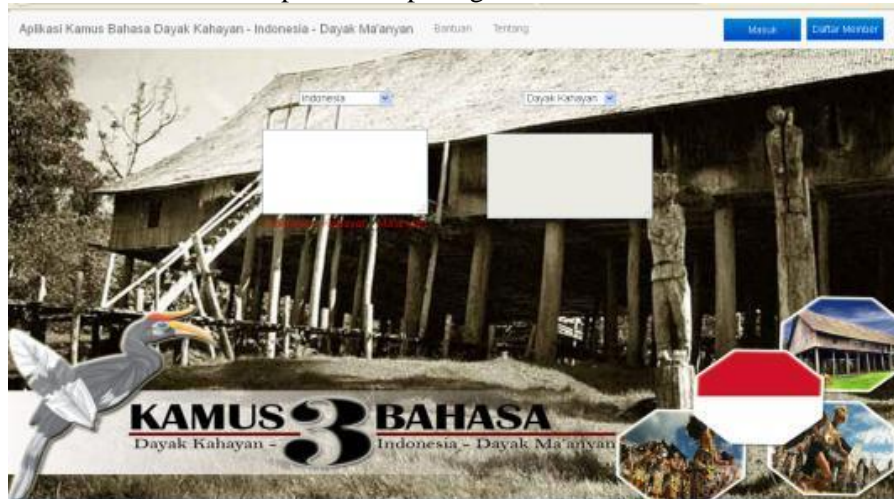 Aplikasi Kamus Bahasa Dayak Kahayan - Indonesia - Dayak Ma'anyan Bantuan Tentang Masuk Daftar Member
Indonesia Dayak Kahayan
KAMUS 3 BAHASA
Dayak Kahayan - Indonesia - Dayak Ma'anyan